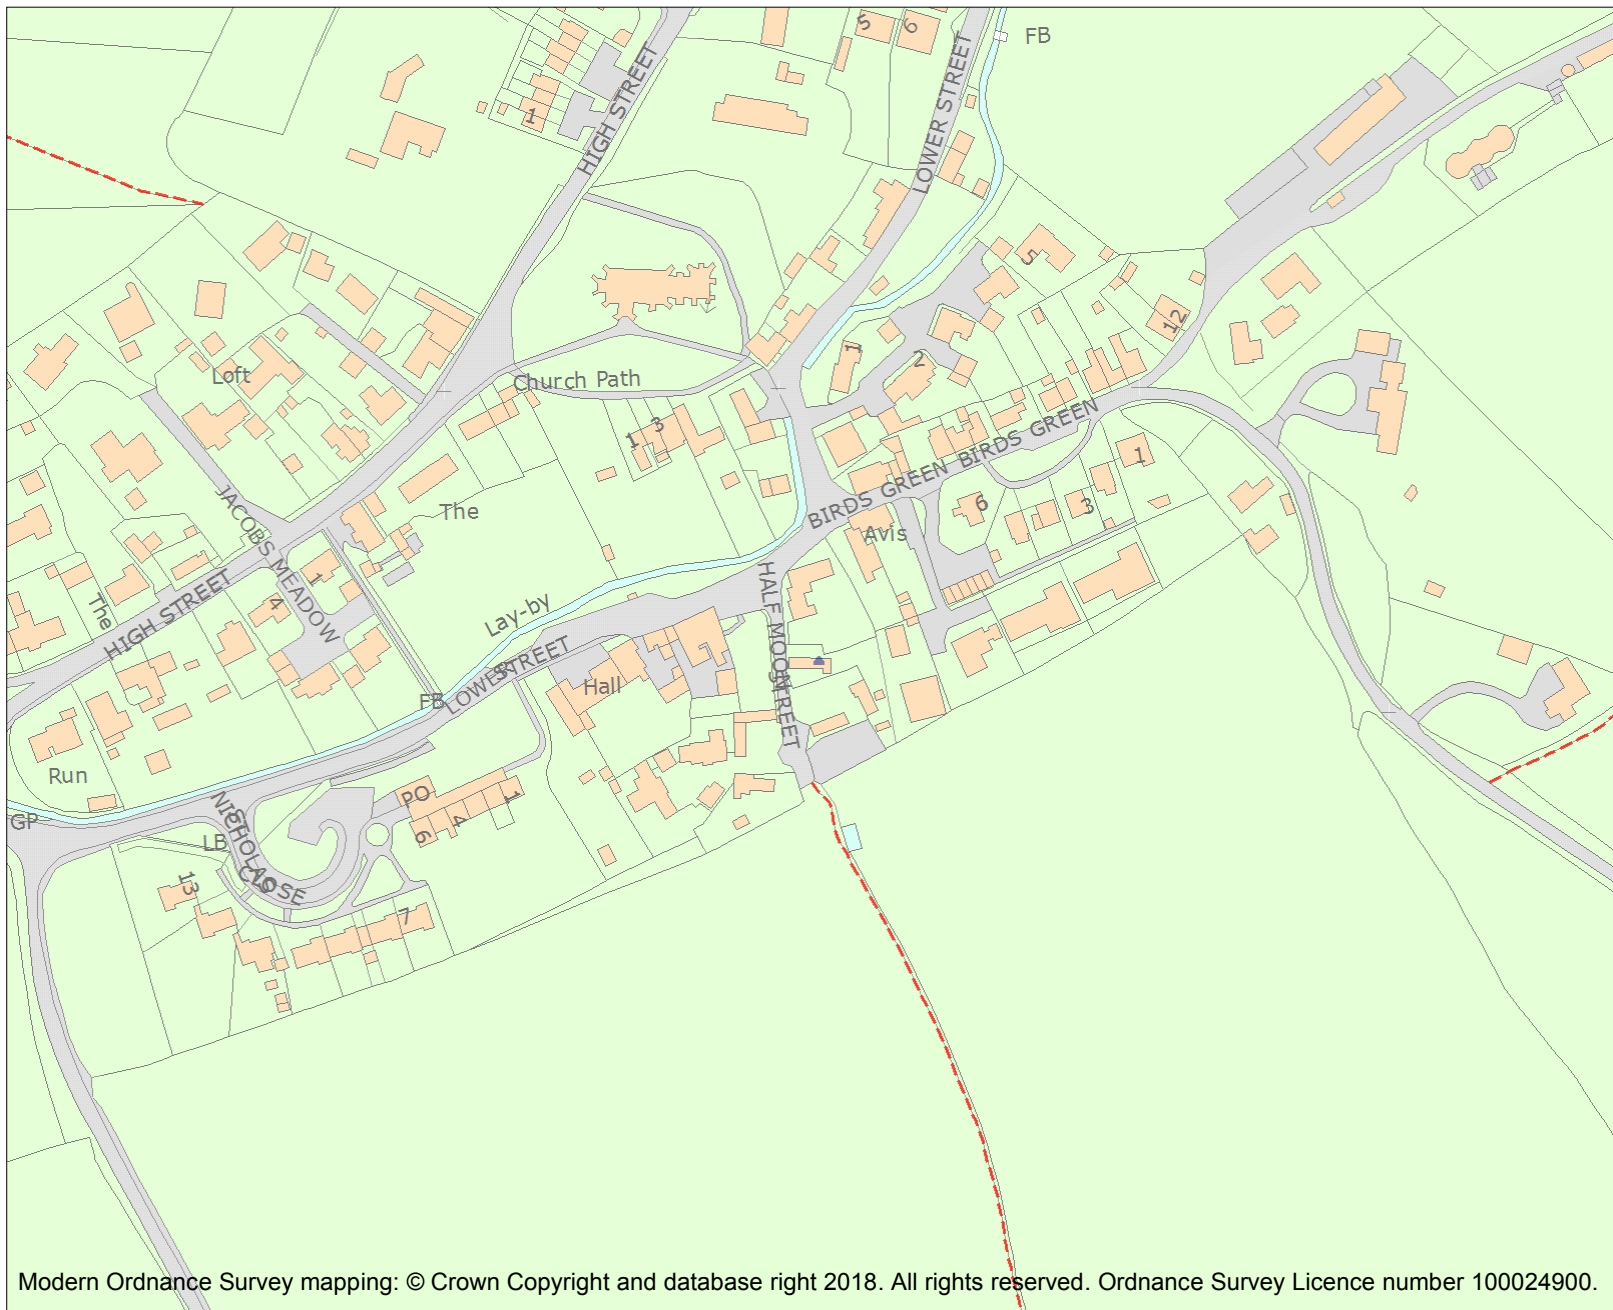 5
6
FB
1
HIGH STREET
LOWER STREET
5
12
Loft
Church Path
1
2
1
3
BIRDS GREEN
BIRDS GREEN
1
The
Avis
6
3
JACOBS MEADOW
1
4
The
HIGH STREET
Lay-by
HALF MOON STREET
LOWER STREET
Hall
FB
Run
PO
1
4
6
GP
NICHOLAS CLOSE
LB
13
7
Modern Ordnance Survey mapping: © Crown Copyright and database right 2018. All rights reserved. Ordnance Survey Licence number 100024900.